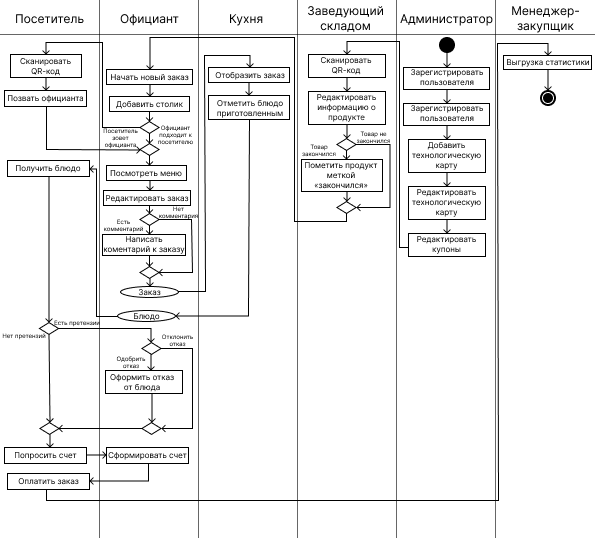 Посетитель
Официант
Кухня
Заведующий
складом
Администратор
Менеджер-
закупщик
Сканировать
QR-код
Позвать официанта
Получить блюдо
Есть претензии
Нет претензий
Попросить счет
Оплатить заказ
Начать новый заказ
Добавить столик
Посетитель
зовет
официанта
Официант
подходит к
посетителю
Посмотреть меню
Редактировать заказ
Нет
комментария
Есть
комментарий
Написать
коментарий к заказу
Заказ
Блюдо
Отклонить
отказ
Одобрить
отказ
Оформить отказ
от блюда
Сформировать счет
Отобразить заказ
Отметить блюдо
приготовленным
Сканировать
QR-код
Редактировать
информацию о
продукте
Товар не
закончился
Товар
закончился
Пометить продукт
меткой
«закончился»
Зарегистрировать
пользователя
Зарегистрировать
пользователя
Добавить
технологическую
карту
Редактировать
технологическую
карту
Редактировать
купоны
Выгрузка статистики